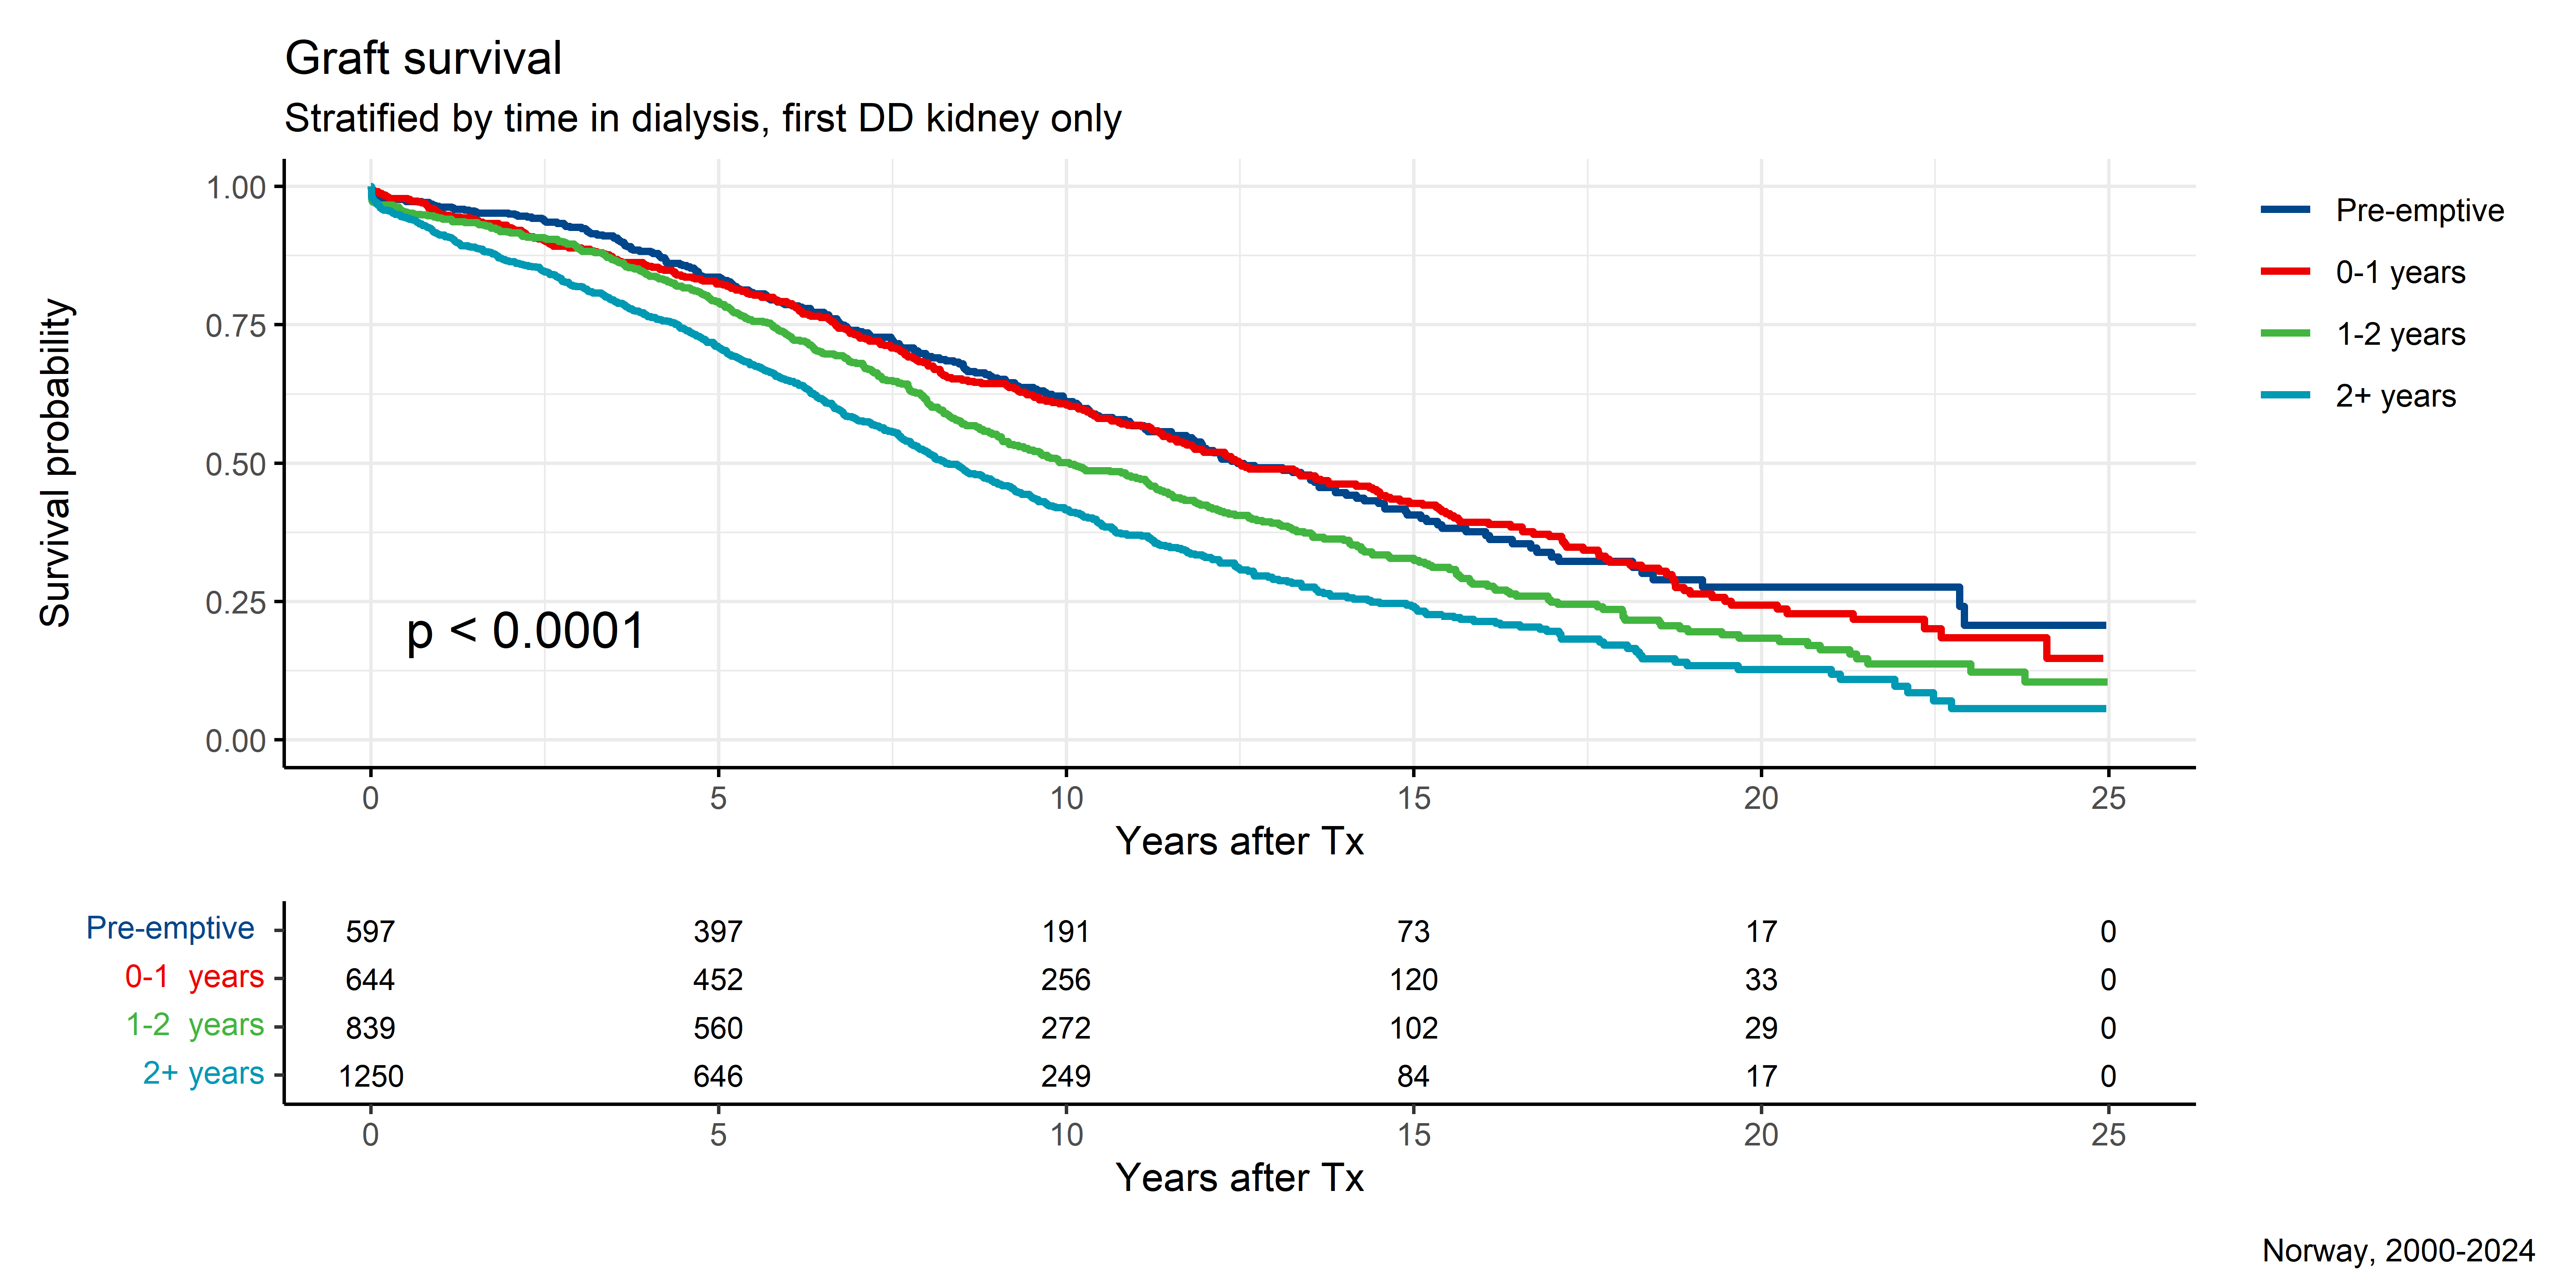 Graft survival
Stratified by time in dialysis, first DD kidney only
Survival probability
1.00
0.75
0.50
0.25
0.00
p < 0.0001
Pre-emptive
0-1 years
1-2 years
2+ years
0 5 10 15 20 25
Years after Tx
Pre-emptive 597 397 191 73 17 0
0-1 years 644 452 256 120 33 0
1-2 years 839 560 272 102 29 0
2+ years 1250 646 249 84 17 0
0 5 10 15 20 25
Years after Tx
Norway, 2000-2024